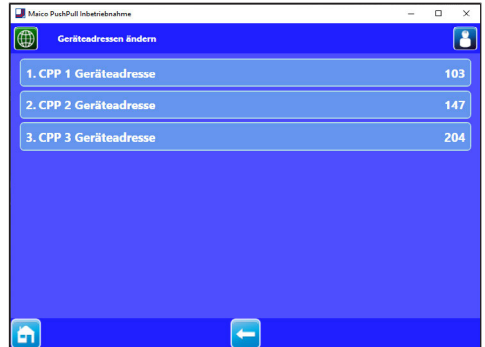 Maico PushPull Inbetriebnahme
Geräteadressen ändern
1. CPP 1 Geräteadresse 103
2. CPP 2 Geräteadresse 147
3. CPP 3 Geräteadresse 204